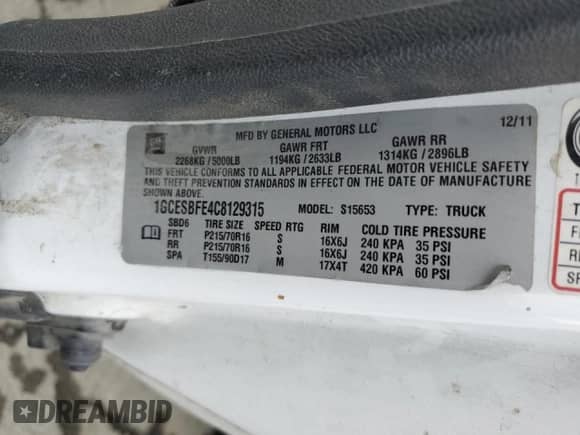 12/11
MFD BY GENERAL MOTORS LLC
GVWR GAWR FRT GAWR RR
2268KG / 5000LB 1194KG / 2633LB 1314KG / 2896LB
THIS VEHICLE CONFORMS TO ALL APPLICABLE FEDERAL MOTOR VEHICLE SAFETY
AND THEFT PREVENTION STANDARDS IN EFFECT ON THE DATE OF MANUFACTURE
SHOWN ABOVE.
1GCESBFE4C8129315 MODEL: S15653 TYPE: TRUCK
SBD6 TIRE SIZE SPEED RTG RIM COLD TIRE PRESSURE
FRT P215/70R16 S 16X6J 240 KPA 35 PSI
RR P215/70R16 S 16X6J 240 KPA 35 PSI
SPA T155/90D17 M 17X4T 420 KPA 60 PSI
DREAMBID